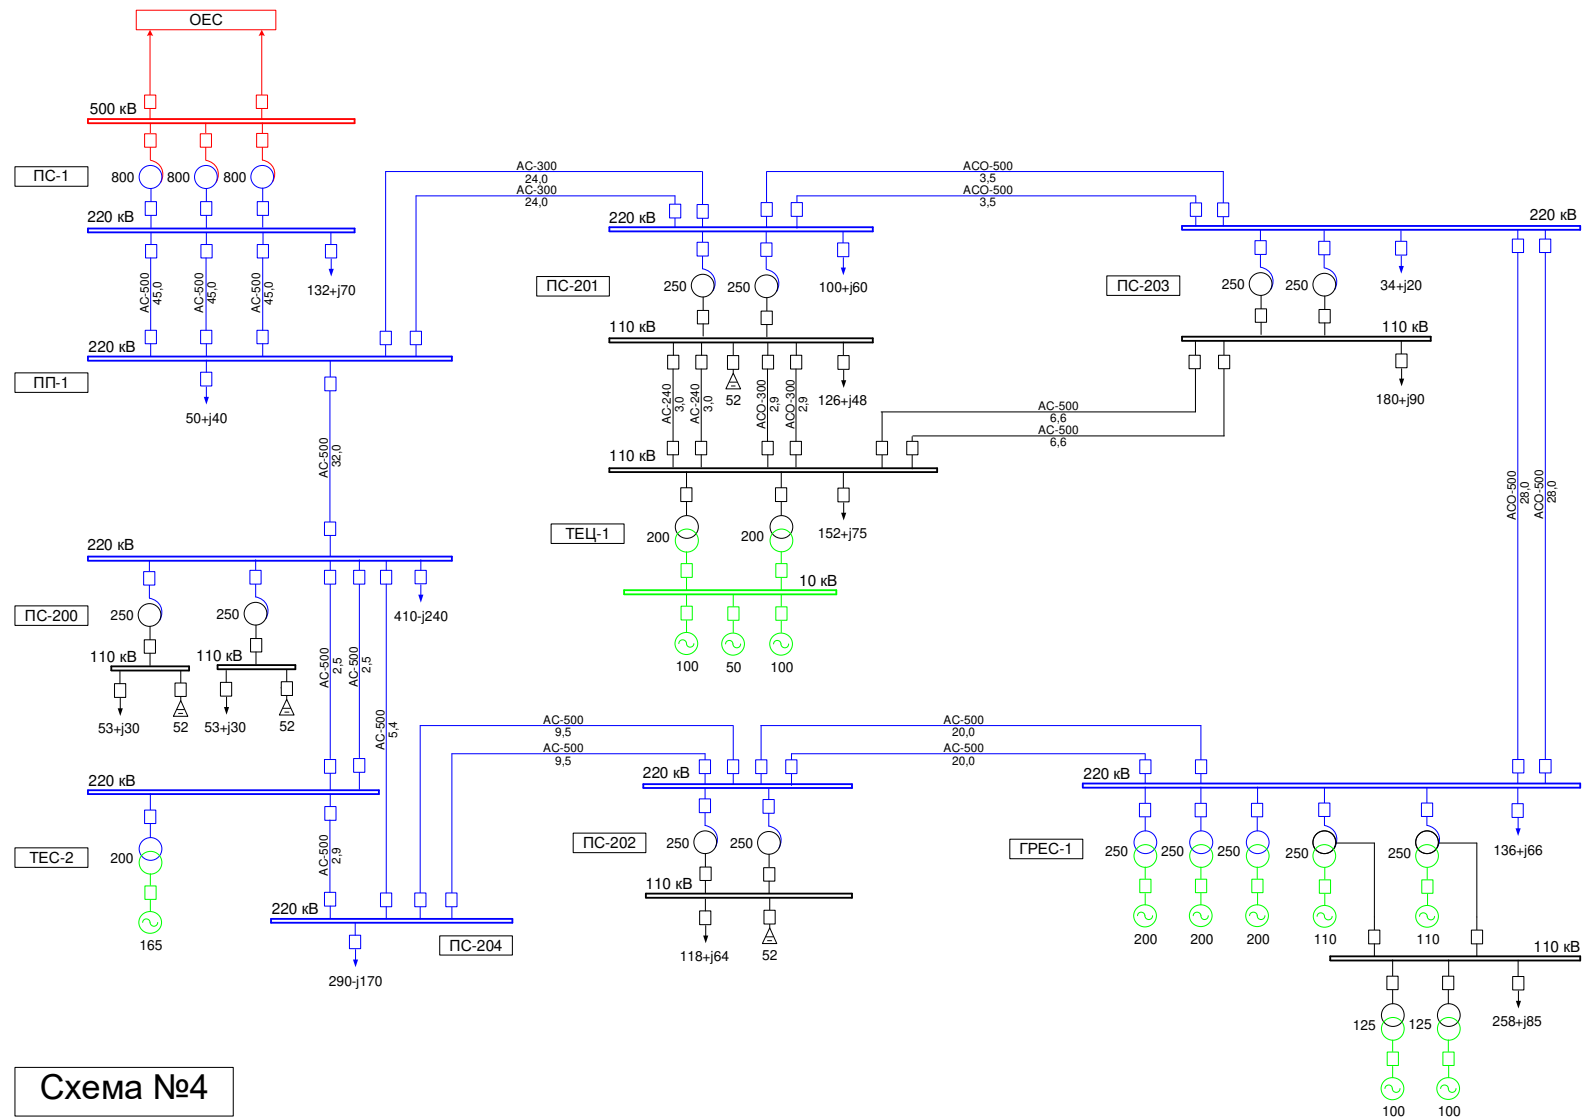 ОЕС
500 кВ
ПС-1
800
800
800
220 кВ
АС-500
45,0
АС-500
45,0
АС-500
45,0
132+j70
220 кВ
ПП-1
50+j40
АС-300
24,0
АС-300
24,0
АСО-500
3,5
АСО-500
3,5
220 кВ
ПС-201
250
250
100+j60
110 кВ
АС-240
3,0
АС-240
3,0
52
АСО-300
2,9
АСО-300
2,9
126+j48
220 кВ
ПС-203
250
250
34+j20
110 кВ
180+j90
АС-500
6,6
АС-500
6,6
110 кВ
ТЕЦ-1
200
200
152+j75
10 кВ
100
50
100
АСО-500
28,0
АСО-500
28,0
АС-500
32,0
220 кВ
ПС-200
250
250
410-j240
110 кВ
110 кВ
53+j30
52
53+j30
52
АС-500
2,5
АС-500
2,5
АС-500
5,4
220 кВ
ТЕС-2
200
165
АС-500
2,9
220 кВ
ПС-204
290-j170
АС-500
9,5
АС-500
9,5
АС-500
20,0
АС-500
20,0
220 кВ
ПС-202
250
250
110 кВ
118+j64
52
220 кВ
ГРЕС-1
250
250
250
250
250
136+j66
200
200
200
110
110
110 кВ
125
125
258+j85
100
100
Схема №4